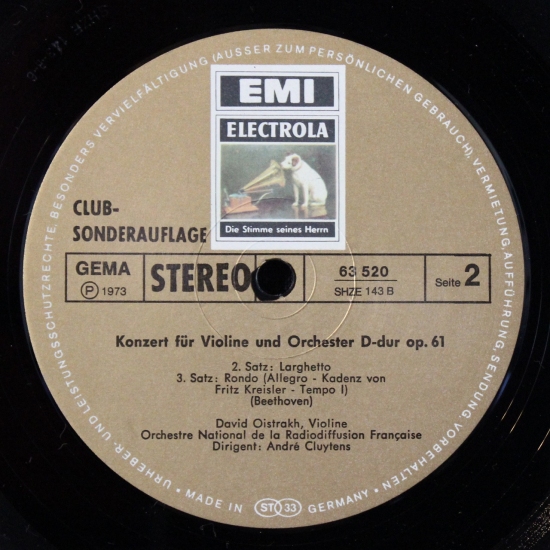 URHEBER- UND LEISTUNGSSCHUTZRECHTE, BESONDERS VERVIELFÄLTIGUNG (AUSSER ZUM PERSÖNLICHEN GEBRAUCH), VERMIETUNG, AUFFÜHRUNG, SENDUNG, VORBEHALTEN •
EMI
ELECTROLA
Die Stimme seines Herrn
CLUB-
SONDERAUFLAGE
GEMA
Ⓟ 1973
STEREO
63 520
SHZE 143 B
Seite 2
Konzert für Violine und Orchester D-dur op. 61
2. Satz: Larghetto
3. Satz: Rondo (Allegro - Kadenz von
Fritz Kreisler - Tempo I)
(Beethoven)
David Oistrakh, Violine
Orchestre National de la Radiodiffusion Française
Dirigent: André Cluytens
• MADE IN GERMANY
ST 33